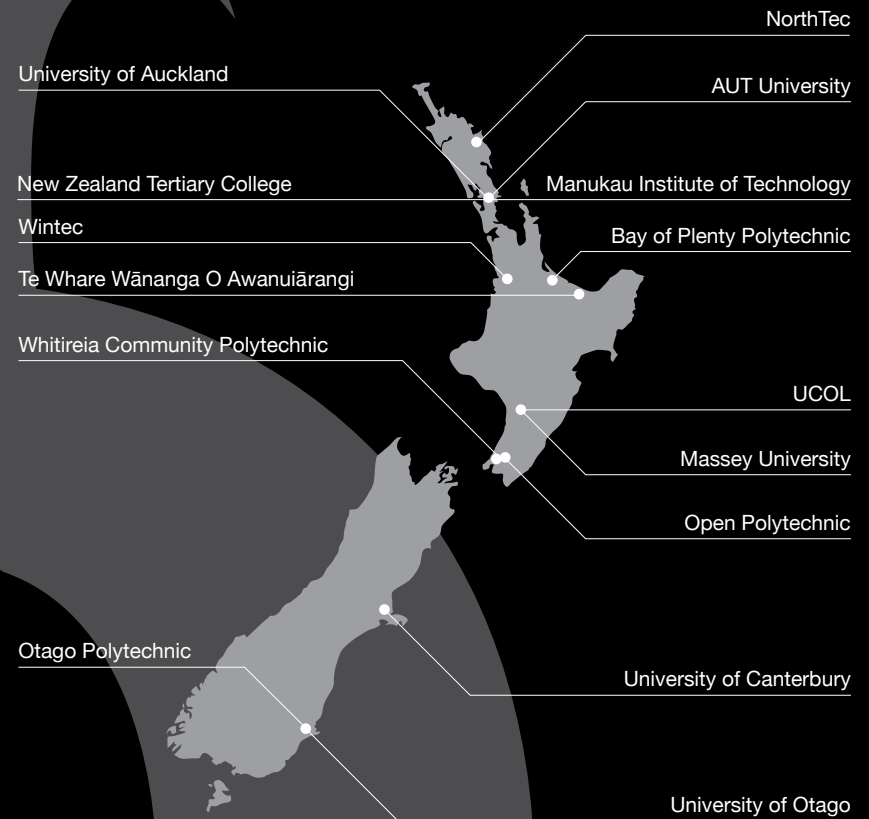 NorthTec
University of Auckland
AUT University
New Zealand Tertiary College
Manukau Institute of Technology
Wintec
Bay of Plenty Polytechnic
Te Whare Wānanga O Awanuiārangi
Whitireia Community Polytechnic
UCOL
Massey University
Open Polytechnic
Otago Polytechnic
University of Canterbury
University of Otago